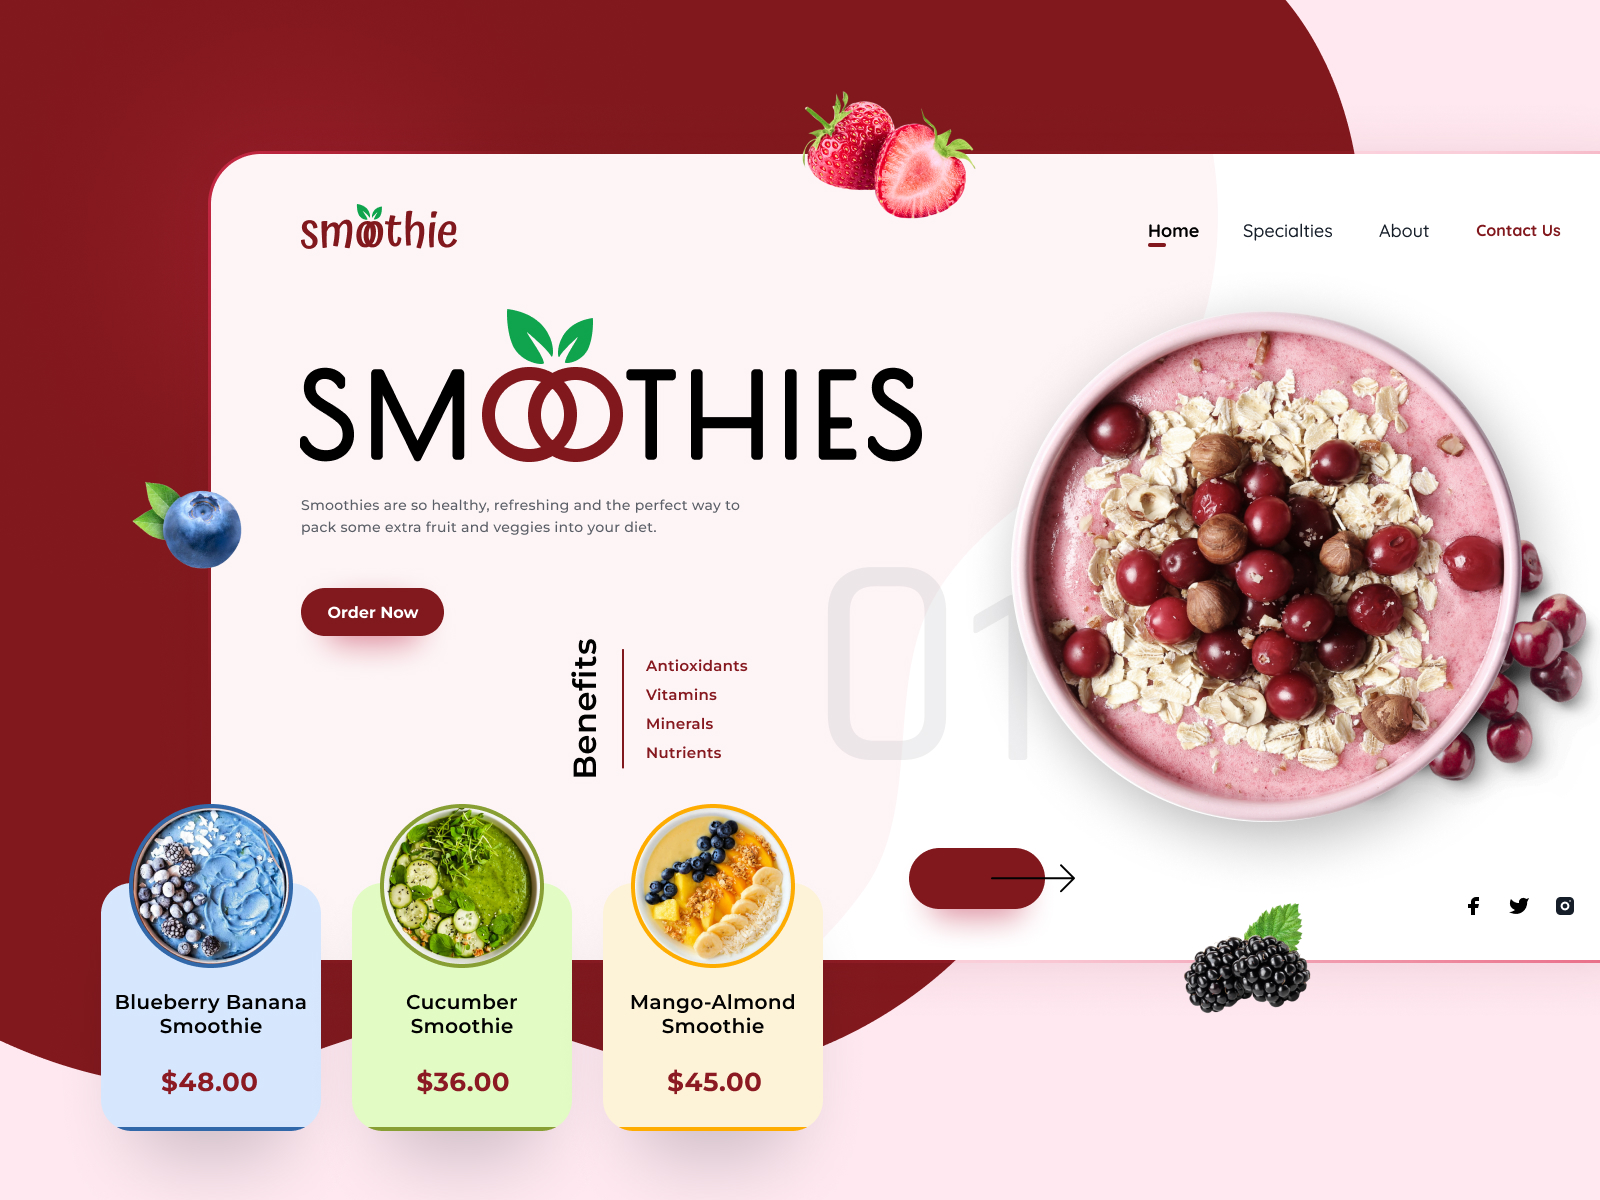 smoothie
Home
Specialties
About
Contact Us
SMOOTHIES
Smoothies are so healthy, refreshing and the perfect way to
pack some extra fruit and veggies into your diet.
Order Now
01
Benefits
Antioxidants
Vitamins
Minerals
Nutrients
Blueberry Banana
Smoothie
$48.00
Cucumber
Smoothie
$36.00
Mango-Almond
Smoothie
$45.00